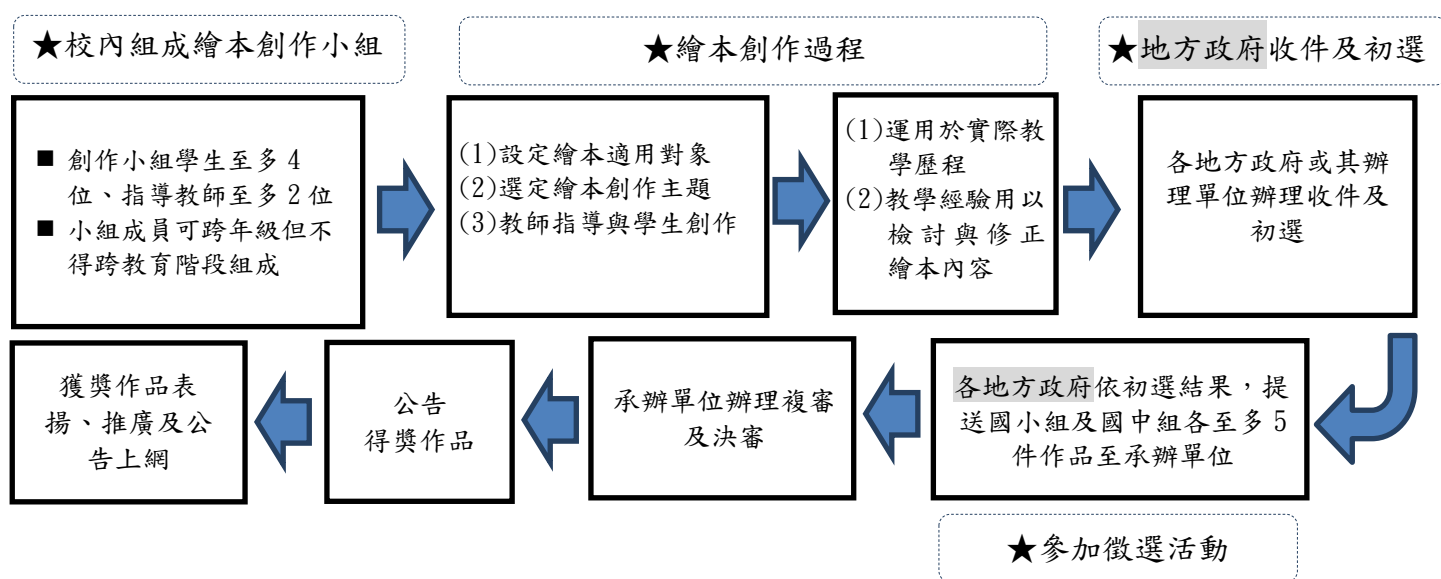 ★校內組成繪本創作小組
★繪本創作過程
★地方政府收件及初選
■ 創作小組學生至多 4
位、指導教師至多 2 位
■ 小組成員可跨年級但不
得跨教育階段組成
(1)設定繪本適用對象
(2)選定繪本創作主題
(3)教師指導與學生創作
(1)運用於實際教
學歷程
(2)教學經驗用以
檢討與修正
繪本內容
各地方政府或其辦
理單位辦理收件及
初選
各地方政府依初選結果，提
送國小組及國中組各至多 5
件作品至承辦單位
承辦單位辦理複審
及決審
公告
得獎作品
獲獎作品表
揚、推廣及公
告上網
★參加徵選活動